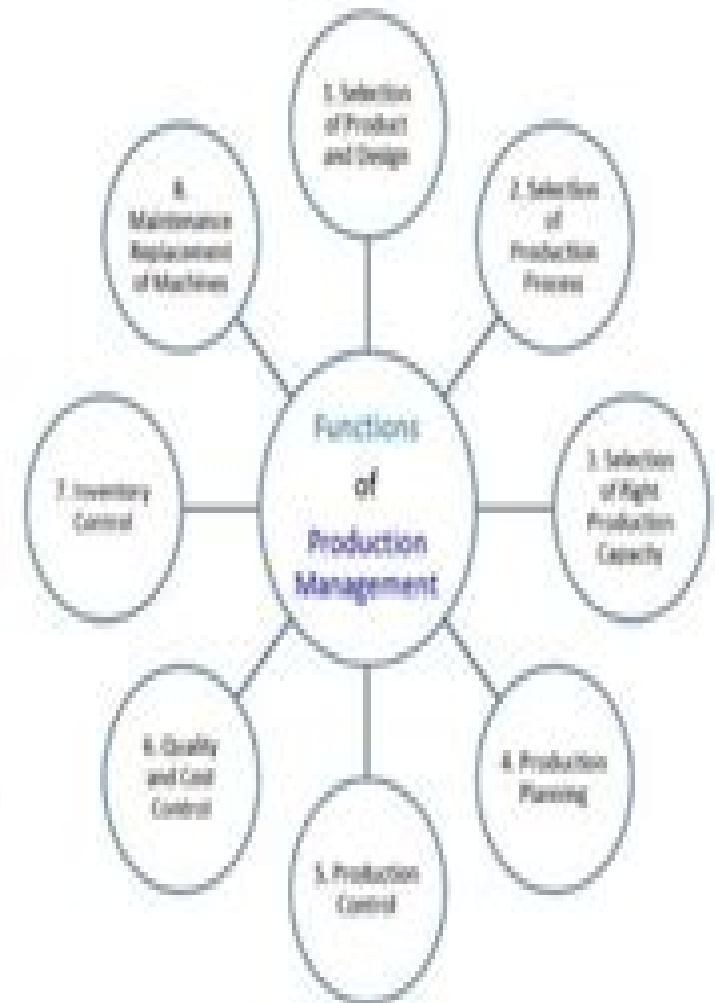 Functions
of
Production
Management
1. Selection
of Product
and Design
2. Selection
of
Production
Process
3. Selection
of Right
Production
Capacity
4. Production
Planning
5. Production
Control
6. Quality
and Cost
Control
7. Inventory
Control
8.
Maintenance
Replacement
of Machines